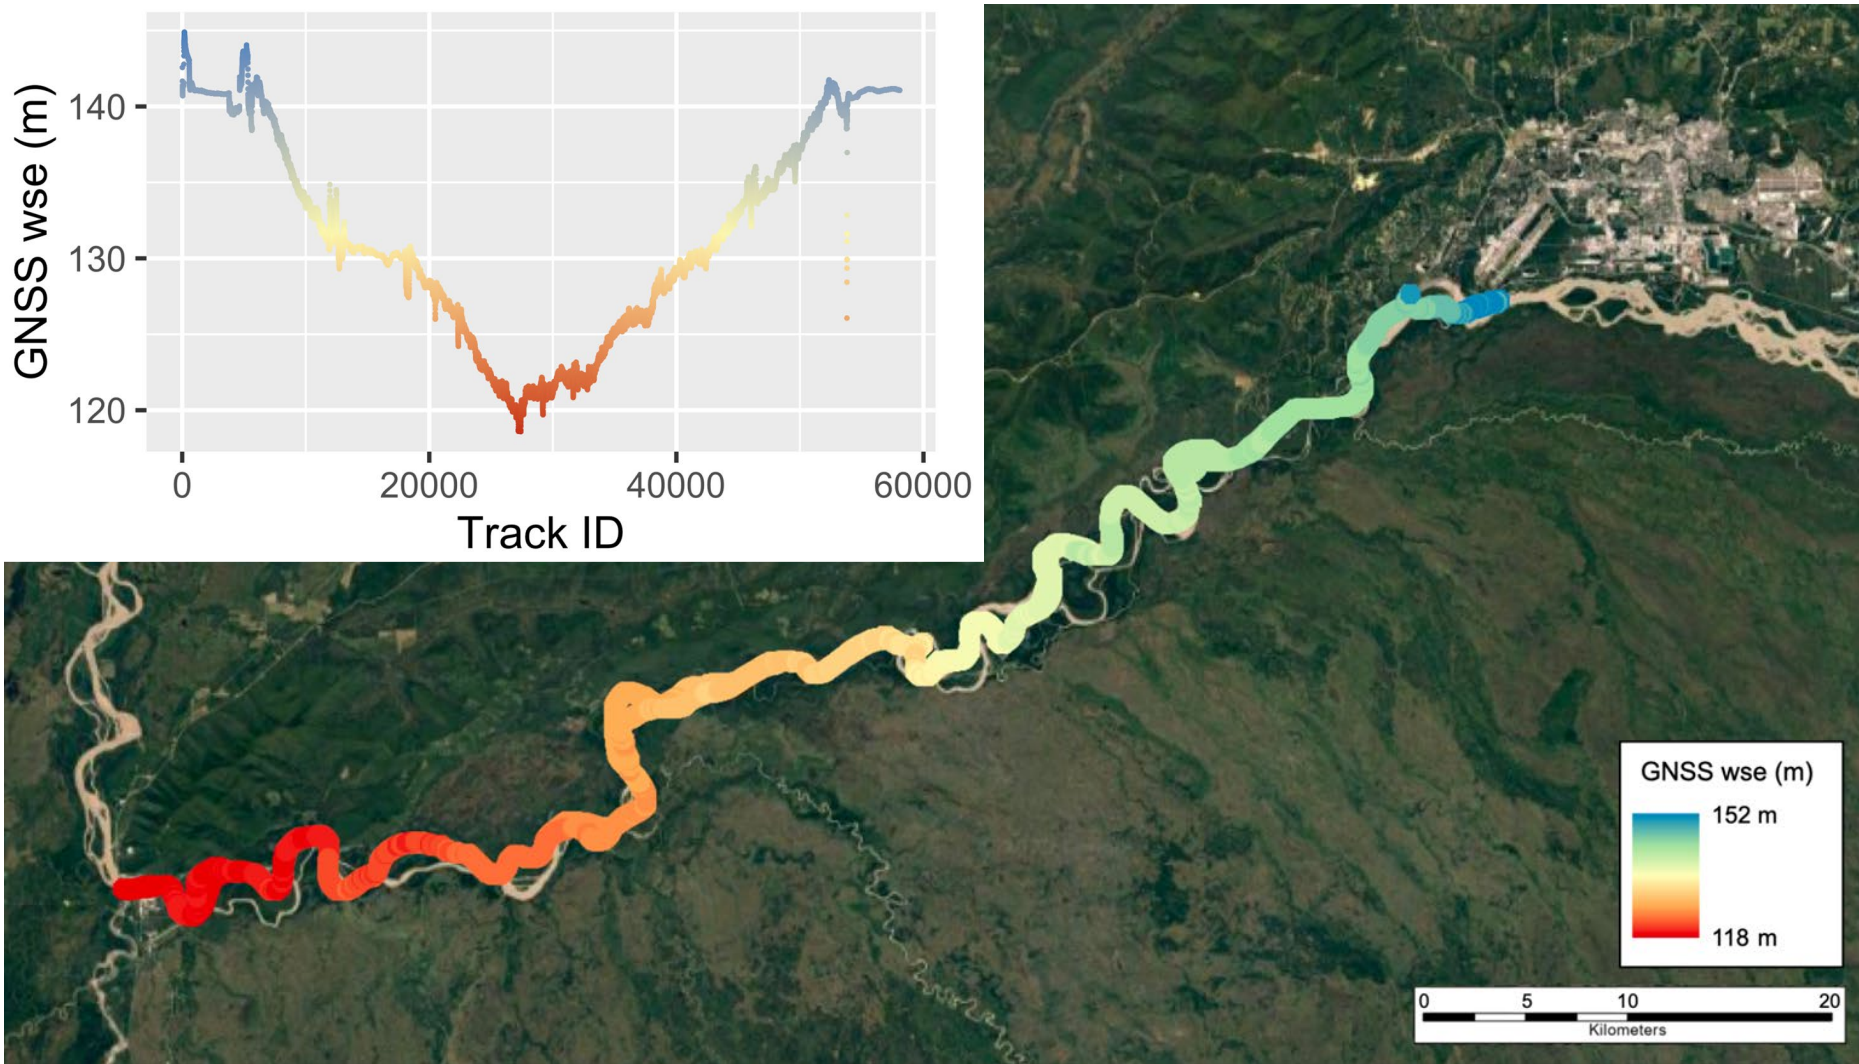 GNSS wse (m)
140
130
120
0 20000 40000 60000
Track ID
GNSS wse (m)
152 m
118 m
0 5 10 20
Kilometers